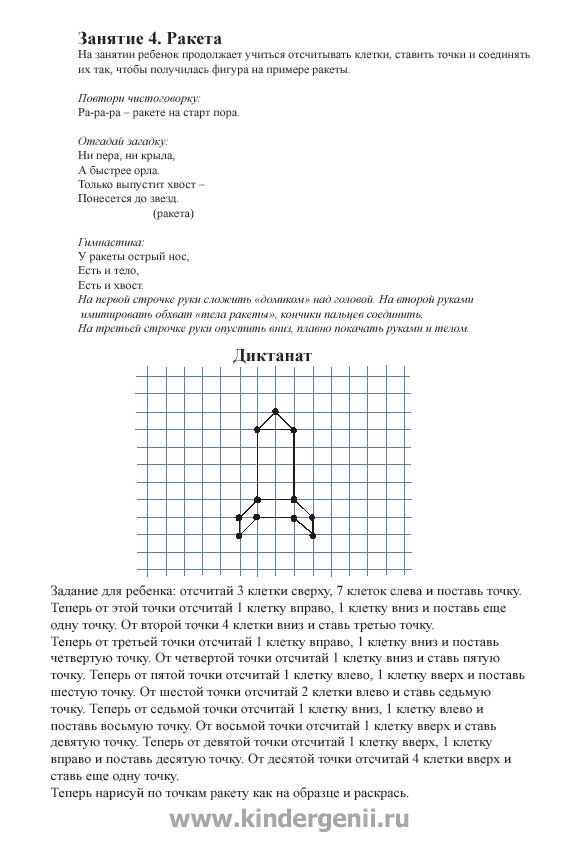 Занятие 4. Ракета
На занятии ребенок продолжает учиться отсчитывать клетки, ставить точки и соединять
их так, чтобы получилась фигура на примере ракеты.
Повтори чистоговорку:
Ра-ра-ра – ракете на старт пора.
Отгадай загадку:
Ни пера, ни крыла,
А быстрее орла.
Только выпустит хвост –
Понесется до звезд.
(ракета)
Гимнастика:
У ракеты острый нос,
Есть и тело,
Есть и хвост.
На первой строчке руки сложить «домиком» над головой. На второй руками
имитировать обхват «тела ракеты», кончики пальцев соединить.
На третьей строчке руки опустить вниз, плавно покачать руками и телом.
Диктанат
Задание для ребенка: отсчитай 3 клетки сверху, 7 клеток слева и поставь точку.
Теперь от этой точки отсчитай 1 клетку вправо, 1 клетку вниз и поставь еще
одну точку. От второй точки 4 клетки вниз и ставь третью точку.
Теперь от третьей точки отсчитай 1 клетку вправо, 1 клетку вниз и поставь
четвертую точку. От четвертой точки отсчитай 1 клетку вниз и ставь пятую
точку. Теперь от пятой точки отсчитай 1 клетку влево, 1 клетку вверх и поставь
шестую точку. От шестой точки отсчитай 2 клетки влево и ставь седьмую
точку. Теперь от седьмой точки отсчитай 1 клетку вниз, 1 клетку влево и
поставь восьмую точку. От восьмой точки отсчитай 1 клетку вверх и ставь
девятую точку. Теперь от девятой точки отсчитай 1 клетку вверх, 1 клетку
вправо и поставь десятую точку. От десятой точки отсчитай 4 клетки вверх и
ставь еще одну точку.
Теперь нарисуй по точкам ракету как на образце и раскрась.
www.kindergenii.ru